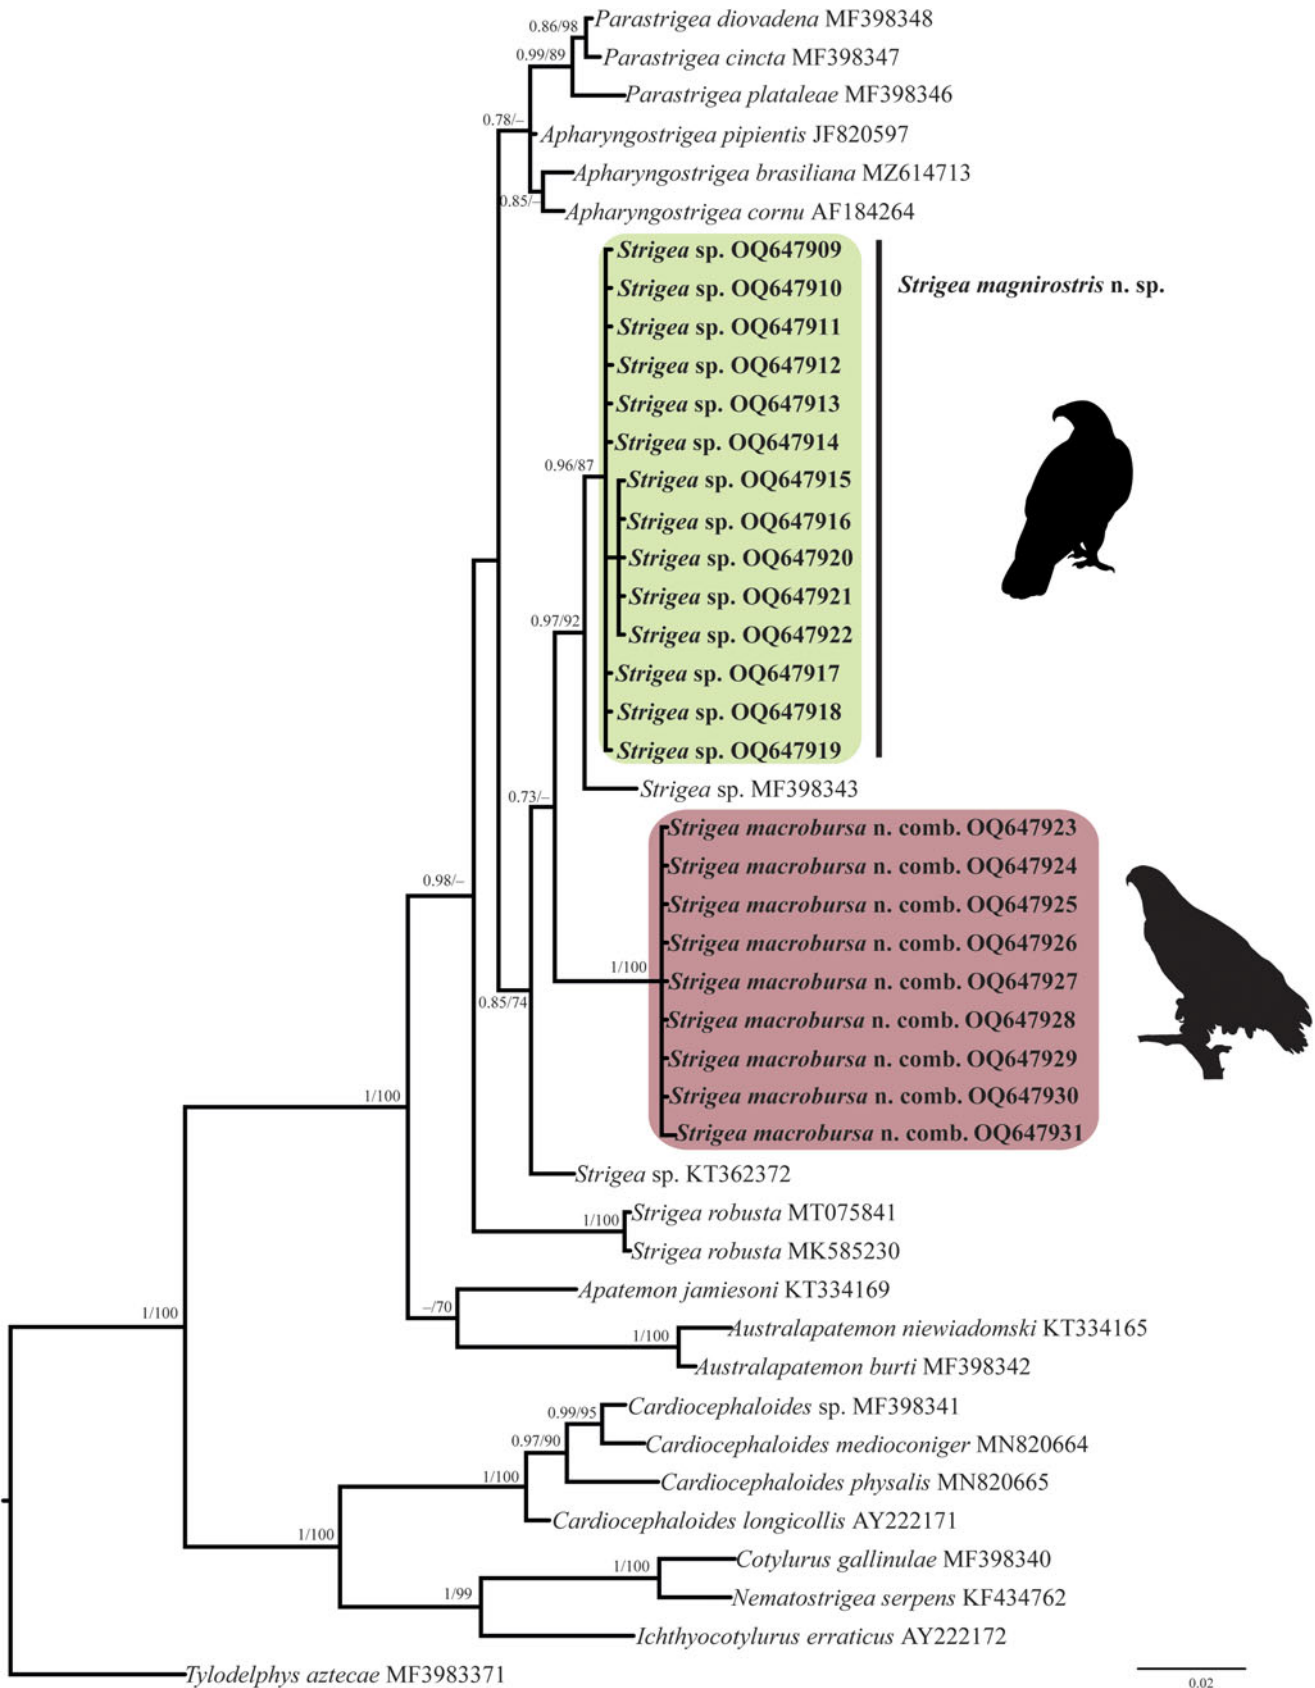 Parastrigea diovadena MF398348
0.86/98
Parastrigea cincta MF398347
0.99/89
Parastrigea plataleae MF398346
0.78/–
Apharyngostrigea pipientis JF820597
Apharyngostrigea brasiliana MZ614713
0.85/–
Apharyngostrigea cornu AF184264
Strigea sp. OQ647909
Strigea magnirostris n. sp.
Strigea sp. OQ647910
Strigea sp. OQ647911
Strigea sp. OQ647912
Strigea sp. OQ647913
Strigea sp. OQ647914
0.96/87
Strigea sp. OQ647915
Strigea sp. OQ647916
Strigea sp. OQ647920
Strigea sp. OQ647921
0.97/92
Strigea sp. OQ647922
Strigea sp. OQ647917
Strigea sp. OQ647918
Strigea sp. OQ647919
Strigea sp. MF398343
0.73/–
Strigea macrobursa n. comb. OQ647923
Strigea macrobursa n. comb. OQ647924
0.98/–
Strigea macrobursa n. comb. OQ647925
Strigea macrobursa n. comb. OQ647926
1/100
Strigea macrobursa n. comb. OQ647927
0.85/74
Strigea macrobursa n. comb. OQ647928
Strigea macrobursa n. comb. OQ647929
1/100
Strigea macrobursa n. comb. OQ647930
Strigea macrobursa n. comb. OQ647931
Strigea sp. KT362372
Strigea robusta MT075841
1/100
Strigea robusta MK585230
Apatemon jamiesoni KT334169
–/70
1/100
Australapatemon niewiadomski KT334165
1/100
Australapatemon burti MF398342
Cardiocephaloides sp. MF398341
0.99/95
Cardiocephaloides medioconiger MN820664
0.97/90
Cardiocephaloides physalis MN820665
1/100
Cardiocephaloides longicollis AY222171
1/100
Cotylurus gallinulae MF398340
1/100
Nematostrigea serpens KF434762
1/99
Ichthyocotylurus erraticus AY222172
Tylodelphys aztecae MF3983371
0.02